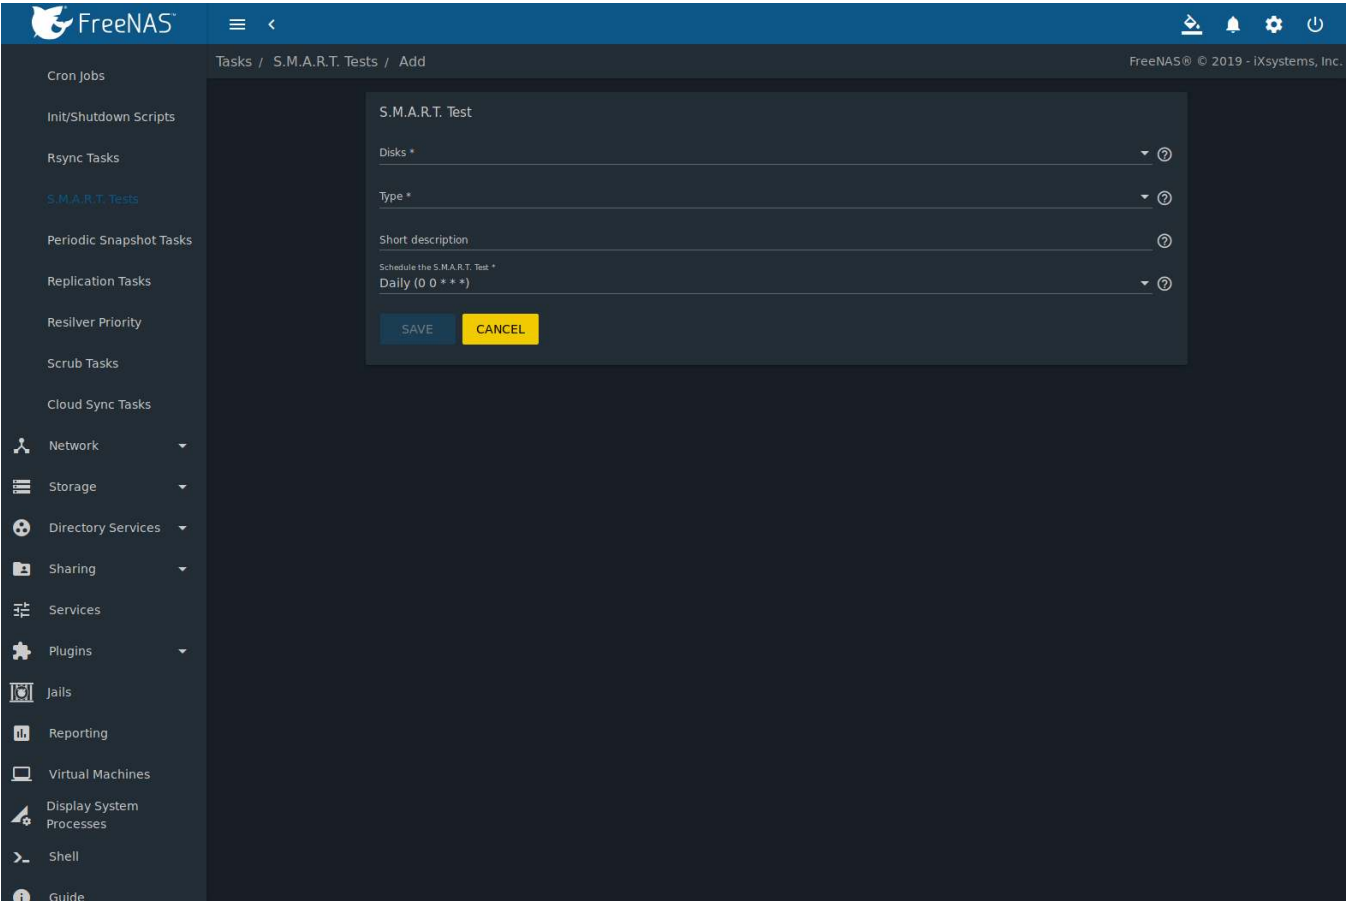 FreeNAS
Tasks / S.M.A.R.T. Tests / Add
FreeNAS® © 2019 - iXsystems, Inc.
Cron Jobs
Init/Shutdown Scripts
Rsync Tasks
S.M.A.R.T. Tests
Periodic Snapshot Tasks
Replication Tasks
Resilver Priority
Scrub Tasks
Cloud Sync Tasks
Network
Storage
Directory Services
Sharing
Services
Plugins
Jails
Reporting
Virtual Machines
Display System
Processes
Shell
Guide
S.M.A.R.T. Test
Disks *
Type *
Short description
Schedule the S.M.A.R.T. Test *
Daily (0 0 * * *)
SAVE
CANCEL